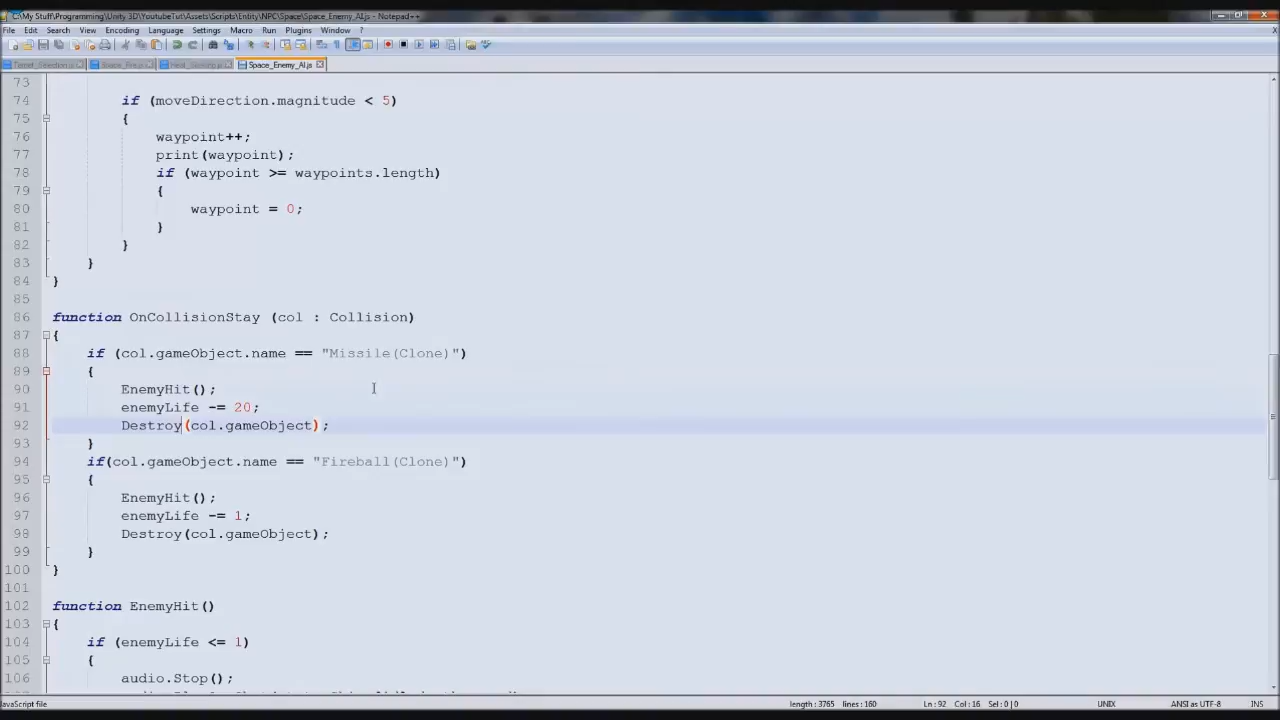 C:\My Stuff\Programming\Unity 3D\YoutubeTut\Assets\Scripts\Entity\NPC\Space\Space_Enemy_AI.js - Notepad++
File Edit Search View Encoding Language Settings Macro Run Plugins Window ? X
Target_Selection.js Space_Fire.js Heat_Seeking.js Space_Enemy_AI.js
73
74 if (moveDirection.magnitude < 5)
75 {
76 waypoint++;
77 print(waypoint);
78 if (waypoint >= waypoints.length)
79 {
80 waypoint = 0;
81 }
82 }
83 }
84 }
85
86 function OnCollisionStay (col : Collision)
87 {
88 if (col.gameObject.name == "Missile(Clone)")
89 {
90 EnemyHit();
91 enemyLife -= 20;
92 Destroy(col.gameObject);
93 }
94 if(col.gameObject.name == "Fireball(Clone)")
95 {
96 EnemyHit();
97 enemyLife -= 1;
98 Destroy(col.gameObject);
99 }
100 }
101
102 function EnemyHit()
103 {
104 if (enemyLife <= 1)
105 {
106 audio.Stop();
JavaScript file length : 3765 lines : 160 Ln : 92 Col : 16 Sel : 0 | 0 UNIX ANSI as UTF-8 INS